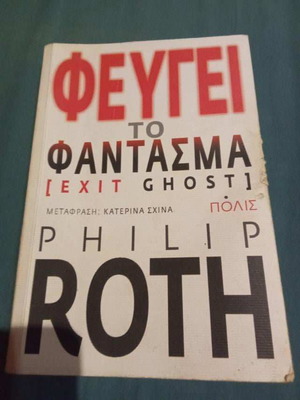 ΦΕΥΓΕΙ
ΤΟ
ΦΑΝΤΑΣΜΑ
[EXIT GHOST]
ΜΕΤΑΦΡΑΣΗ: ΚΑΤΕΡΙΝΑ ΣΧΙΝΑ
ΠΟΛΙΣ
PHILIP
ROTH